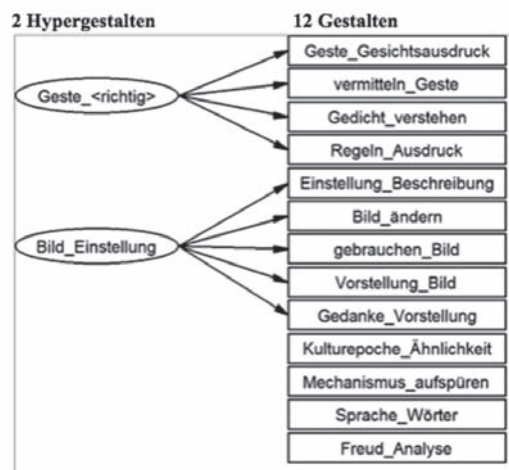 2 Hypergestalten
12 Gestalten
Geste_<richtig>
Bild_Einstellung
Geste_Gesichtsausdruck
vermitteln_Geste
Gedicht_verstehen
Regeln_Ausdruck
Einstellung_Beschreibung
Bild_ändern
gebrauchen_Bild
Vorstellung_Bild
Gedanke_Vorstellung
Kulturepoche_Ähnlichkeit
Mechanismus_aufspüren
Sprache_Wörter
Freud_Analyse